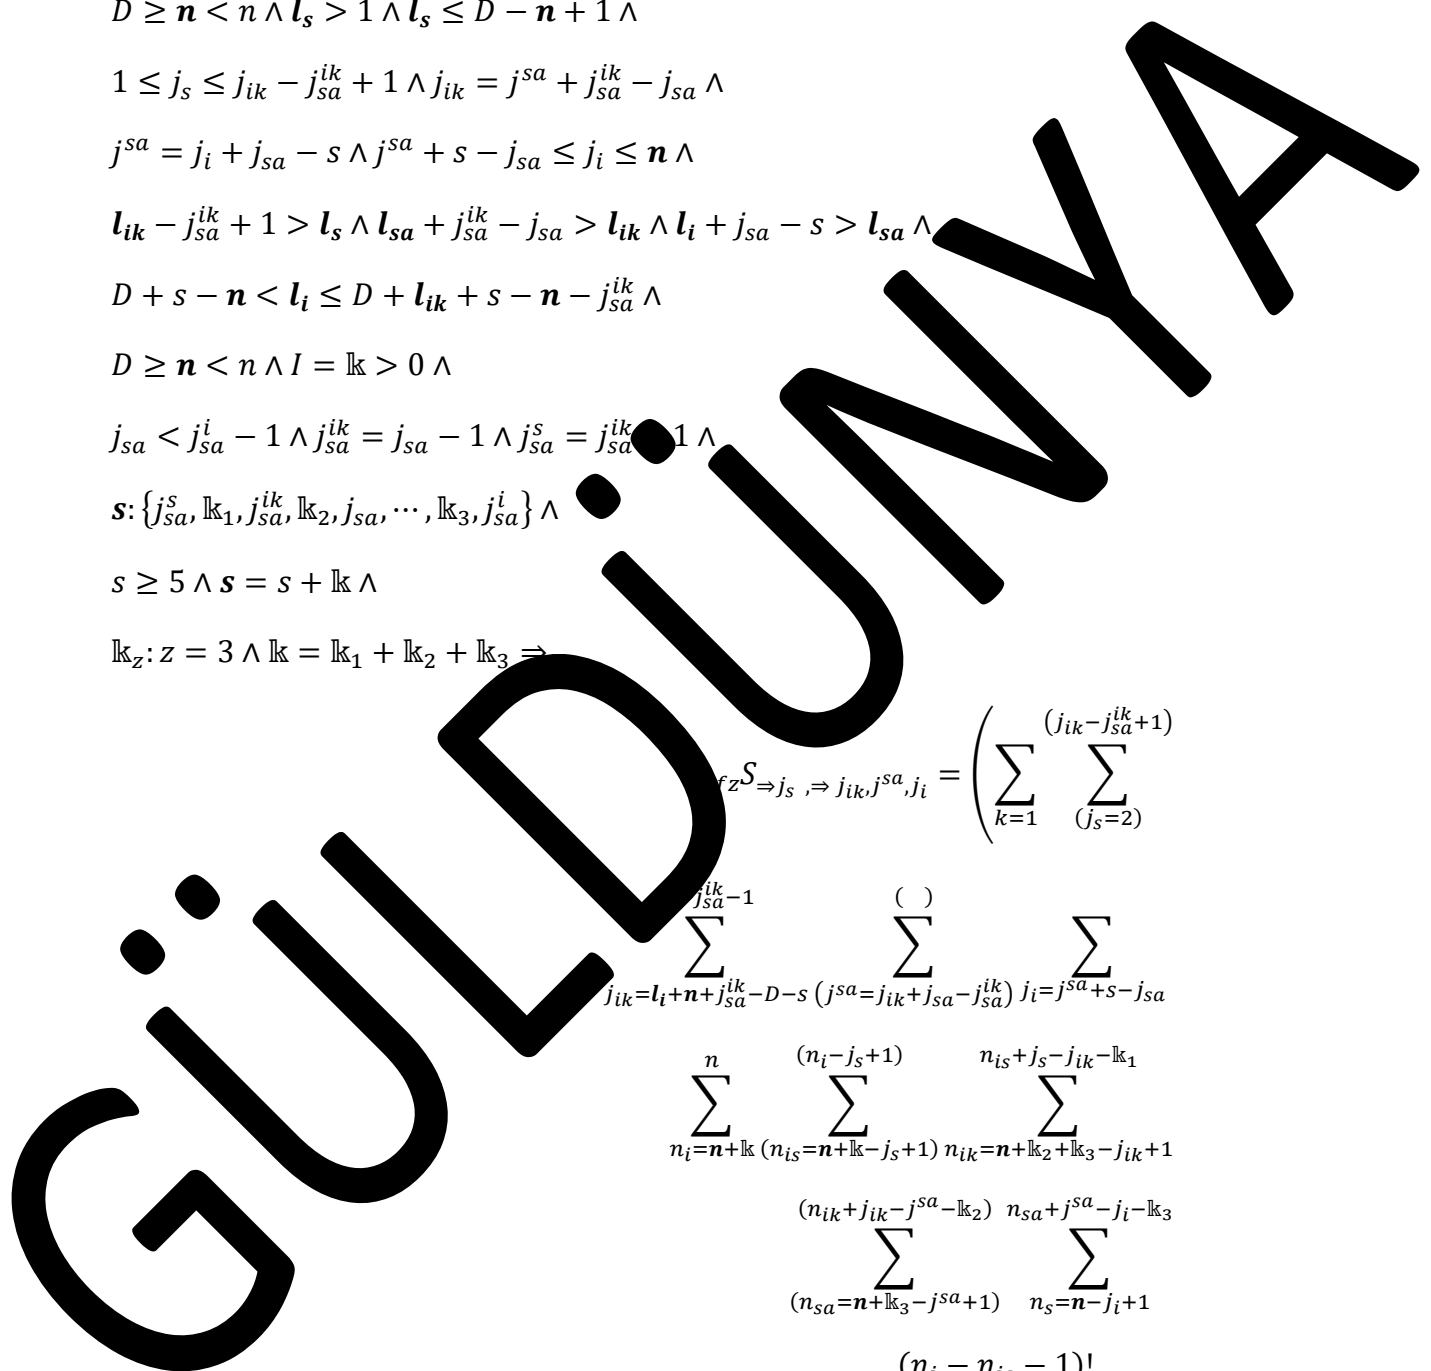 D ≥ n < n ∧ l_s > 1 ∧ l_s ≤ D − n + 1 ∧
1 ≤ j_s ≤ j_{ik} − j_{sa}^{ik} + 1 ∧ j_{ik} = j^{sa} + j_{sa}^{ik} − j_{sa} ∧
j^{sa} = j_i + j_{sa} − s ∧ j^{sa} + s − j_{sa} ≤ j_i ≤ n ∧
l_{ik} − j_{sa}^{ik} + 1 > l_s ∧ l_{sa} + j_{sa}^{ik} − j_{sa} > l_{ik} ∧ l_i + j_{sa} − s > l_{sa} ∧
D + s − n < l_i ≤ D + l_{ik} + s − n − j_{sa}^{ik} ∧
D ≥ n < n ∧ I = 𝕜 > 0 ∧
j_{sa} < j_{sa}^i − 1 ∧ j_{sa}^{ik} = j_{sa} − 1 ∧ j_{sa}^s = j_{sa}^{ik} 1 ∧
s: {j_{sa}^s, 𝕜_1, j_{sa}^{ik}, 𝕜_2, j_{sa}, ⋯ , 𝕜_3, j_{sa}^i} ∧
s ≥ 5 ∧ s = s + 𝕜 ∧
𝕜_z: z = 3 ∧ 𝕜 = 𝕜_1 + 𝕜_2 + 𝕜_3 ⇒
_{fz}S_{⇒j_s ,⇒ j_{ik},j^{sa},j_i} = ( ∑_{k=1} ∑_{(j_s=2)}^{(j_{ik}−j_{sa}^{ik}+1)}
∑_{j_{ik}=l_i+n+j_{sa}^{ik}−D−s}^{j_{sa}^{ik}−1} ∑_{(j^{sa}=j_{ik}+j_{sa}−j_{sa}^{ik})}^{( )} ∑_{j_i=j^{sa}+s−j_{sa}}
∑_{n_i=n+𝕜}^{n} ∑_{(n_{is}=n+𝕜−j_s+1)}^{(n_i−j_s+1)} ∑_{n_{ik}=n+𝕜_2+𝕜_3−j_{ik}+1}^{n_{is}+j_s−j_{ik}−𝕜_1}
∑_{(n_{sa}=n+𝕜_3−j^{sa}+1)}^{(n_{ik}+j_{ik}−j^{sa}−𝕜_2)} ∑_{n_s=n−j_i+1}^{n_{sa}+j^{sa}−j_i−𝕜_3}
(n_i − n_{is} − 1)!
GÜLDÜNYA